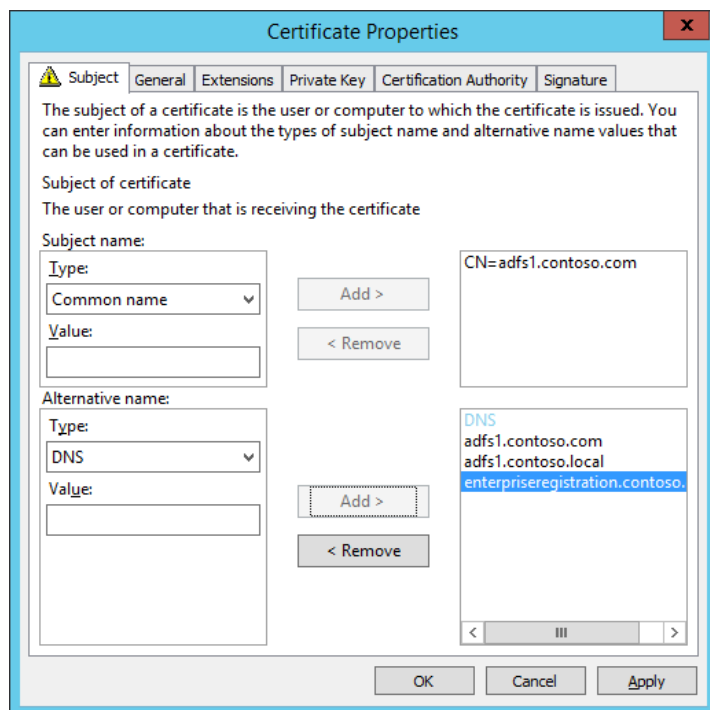 Certificate Properties
x
Subject
General
Extensions
Private Key
Certification Authority
Signature
The subject of a certificate is the user or computer to which the certificate is issued. You
can enter information about the types of subject name and alternative name values that
can be used in a certificate.
Subject of certificate
The user or computer that is receiving the certificate
Subject name:
Type:
Common name
Value:
Add >
< Remove
CN=adfs1.contoso.com
Alternative name:
Type:
DNS
Value:
Add >
< Remove
DNS
adfs1.contoso.com
adfs1.contoso.local
enterpriseregistration.contoso.
OK
Cancel
Apply